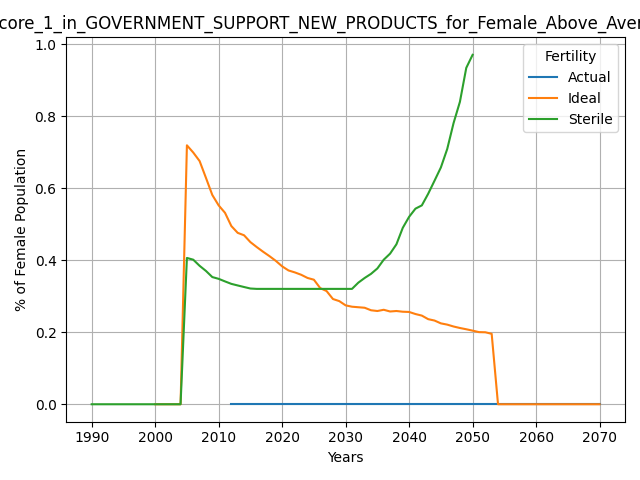 core_1_in_GOVERNMENT_SUPPORT_NEW_PRODUCTS_for_Female_Above_Aver
Fertility
Actual
Ideal
Sterile
% of Female Population
1.0
0.8
0.6
0.4
0.2
0.0
1990 2000 2010 2020 2030 2040 2050 2060 2070
Years